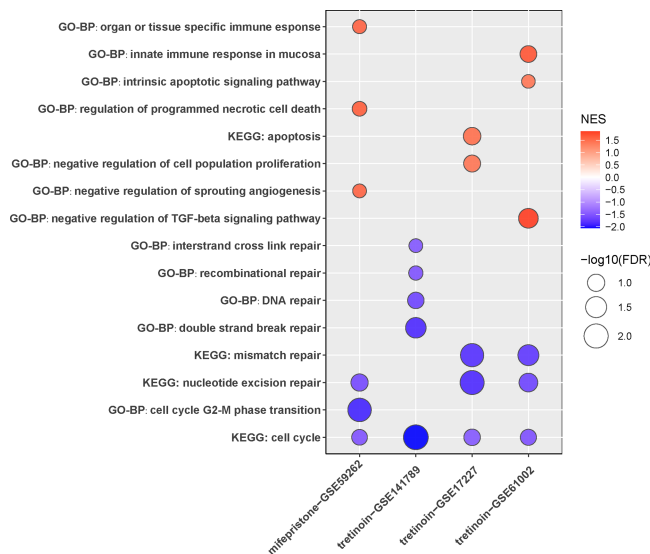 GO-BP: organ or tissue specific immune esponse
GO-BP: innate immune response in mucosa
GO-BP: intrinsic apoptotic signaling pathway
GO-BP: regulation of programmed necrotic cell death
KEGG: apoptosis
GO-BP: negative regulation of cell population proliferation
GO-BP: negative regulation of sprouting angiogenesis
GO-BP: negative regulation of TGF-beta signaling pathway
GO-BP: interstrand cross link repair
GO-BP: recombinational repair
GO-BP: DNA repair
GO-BP: double strand break repair
KEGG: mismatch repair
KEGG: nucleotide excision repair
GO-BP: cell cycle G2-M phase transition
KEGG: cell cycle
mifepristone−GSE59262
tretinoin−GSE141789
tretinoin−GSE17227
tretinoin−GSE61002
NES
1.5
1.0
0.5
0.0
−0.5
−1.0
−1.5
−2.0
−log10(FDR)
1.0
1.5
2.0